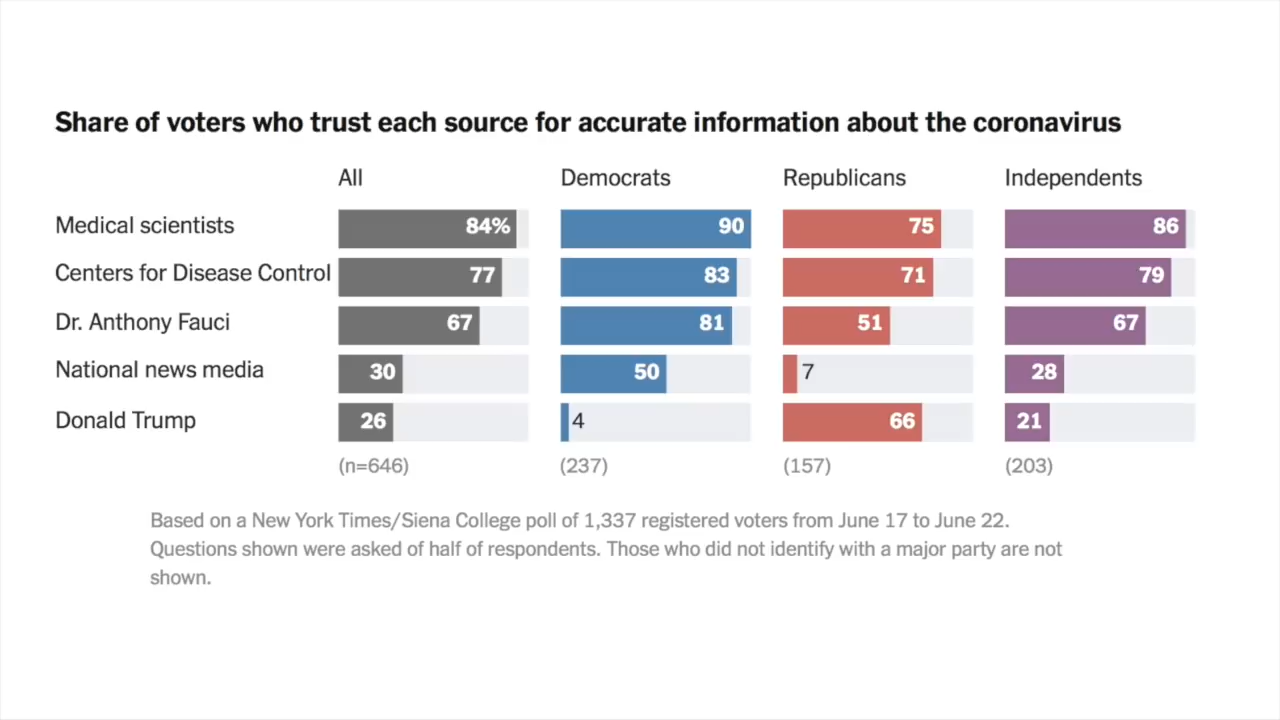 Share of voters who trust each source for accurate information about the coronavirus
All Democrats Republicans Independents
Medical scientists 84% 90 75 86
Centers for Disease Control 77 83 71 79
Dr. Anthony Fauci 67 81 51 67
National news media 30 50 7 28
Donald Trump 26 4 66 21
(n=646) (237) (157) (203)
Based on a New York Times/Siena College poll of 1,337 registered voters from June 17 to June 22.
Questions shown were asked of half of respondents. Those who did not identify with a major party are not
shown.